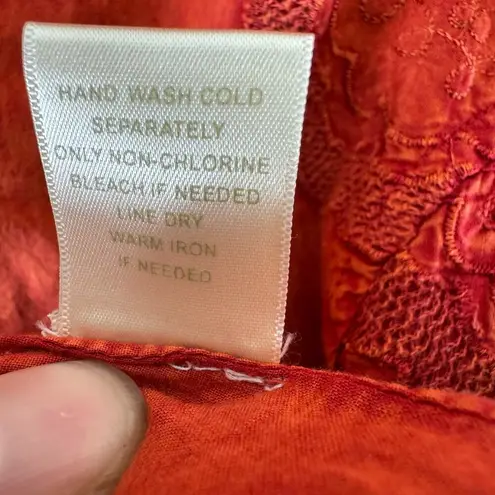 HAND WASH COLD
SEPARATELY
ONLY NON-CHLORINE
BLEACH IF NEEDED
LINE DRY
WARM IRON
IF NEEDED